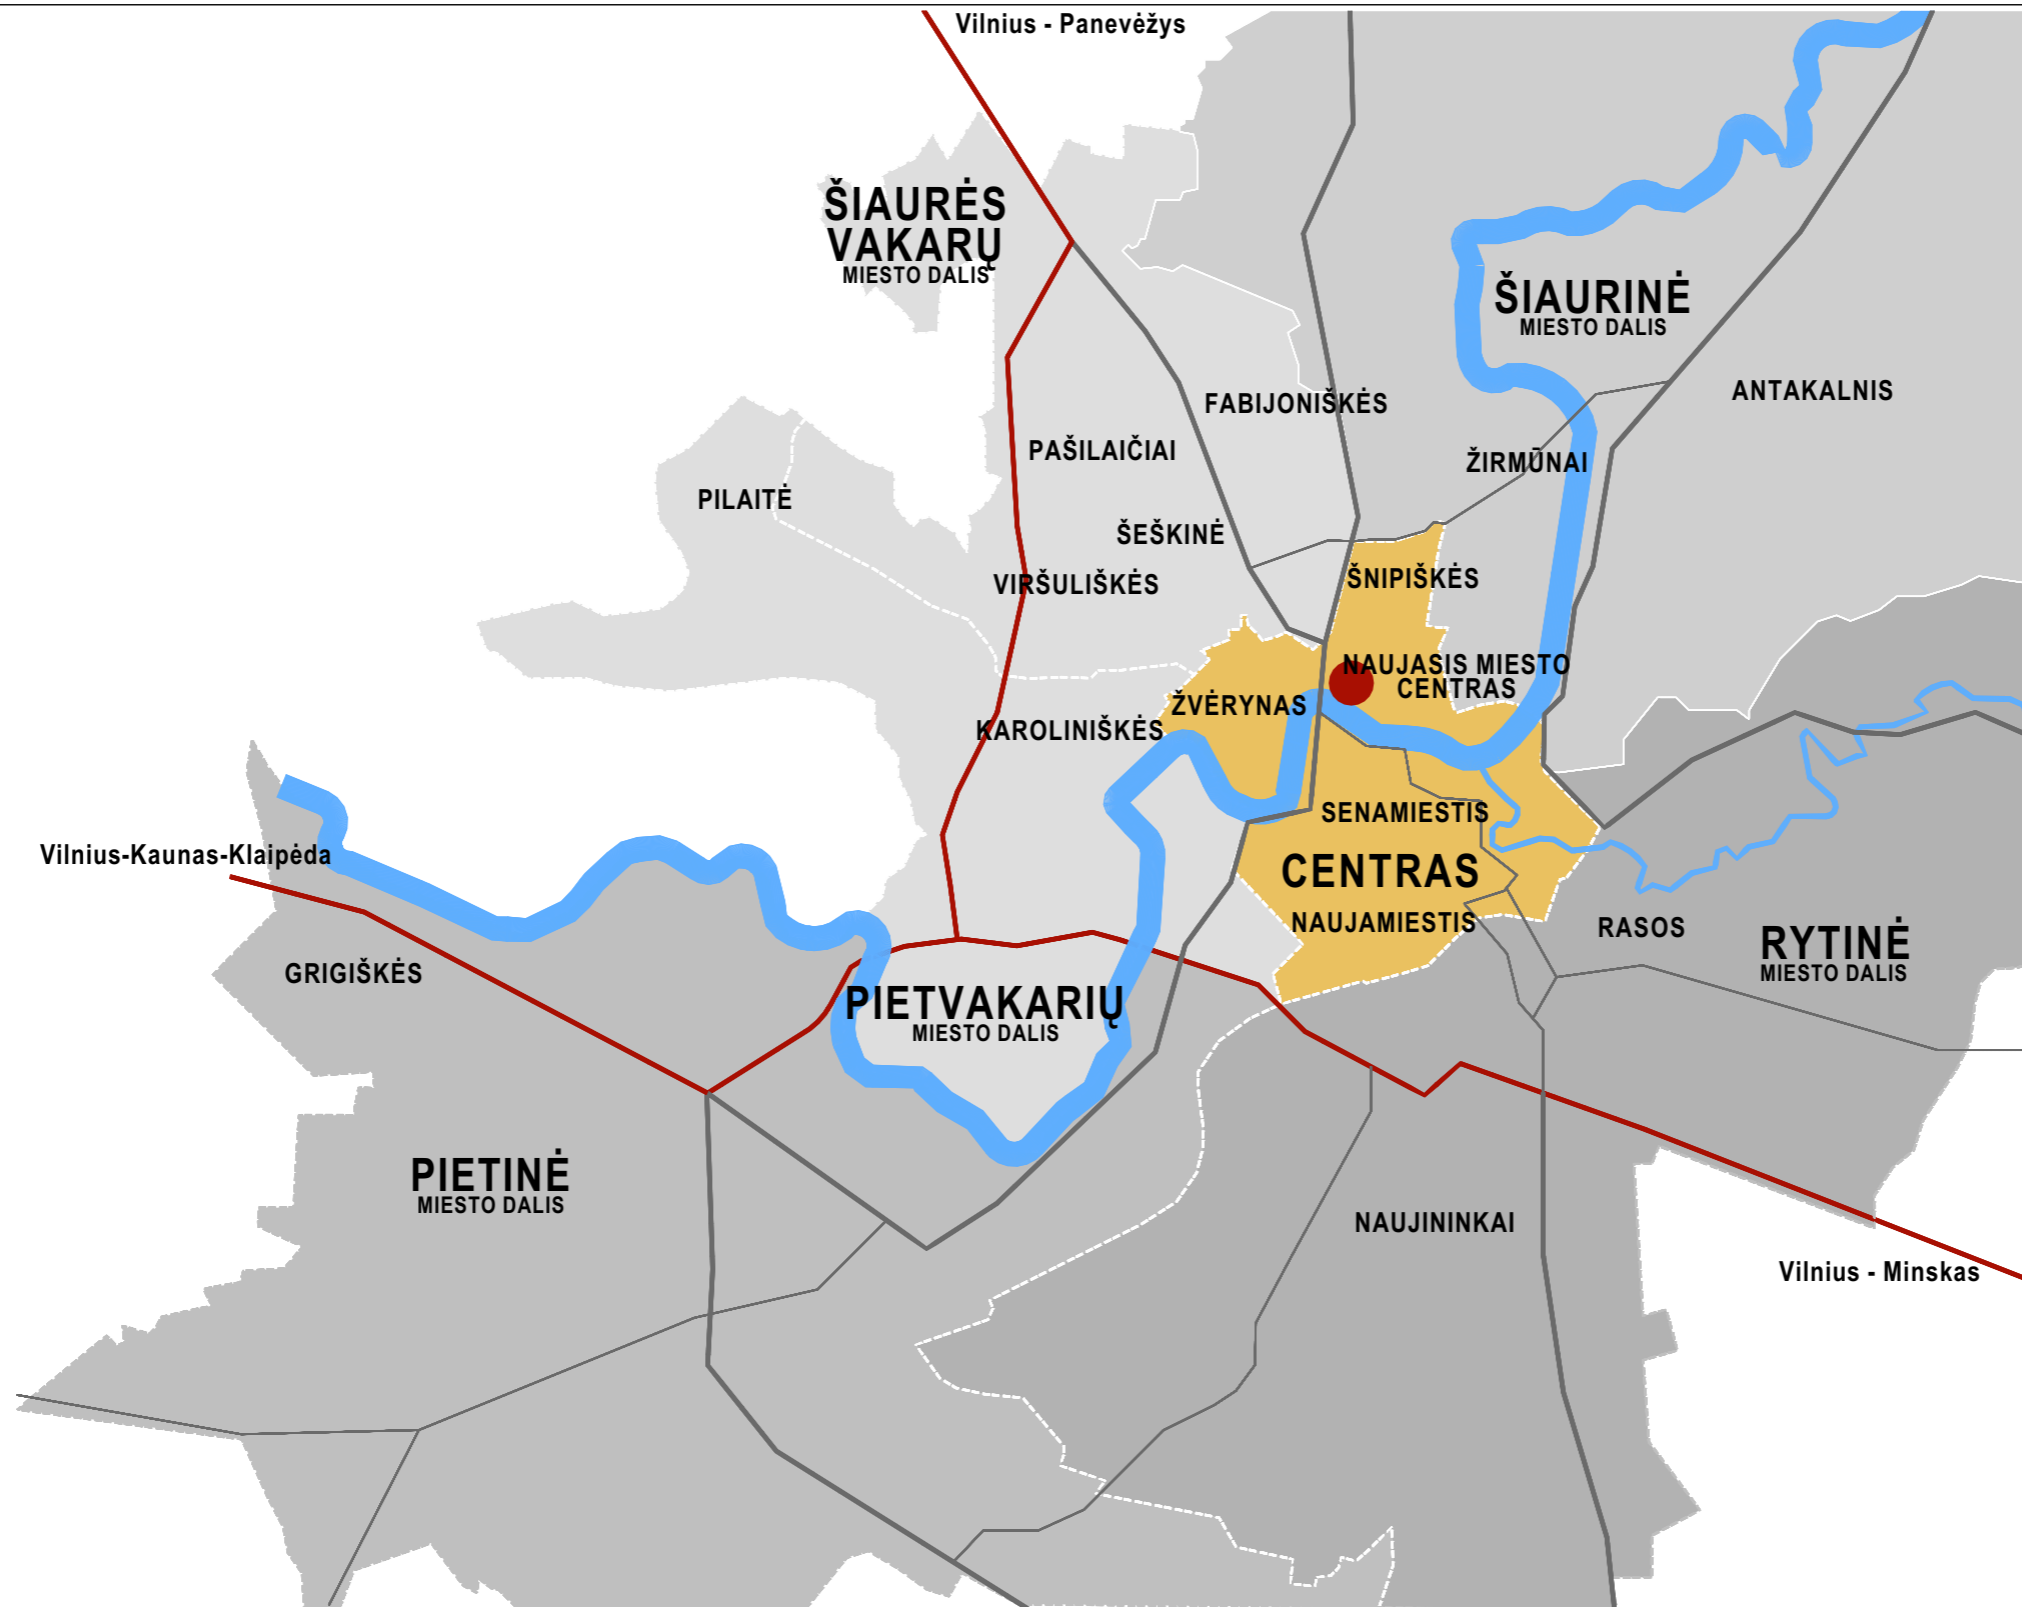 Vilnius - Panevėžys
ŠIAURĖS
VAKARŲ
MIESTO DALIS
ŠIAURINĖ
MIESTO DALIS
ANTAKALNIS
FABIJONIŠKĖS
PAŠILAIČIAI
ŽIRMŪNAI
PILAITĖ
ŠEŠKINĖ
VIRŠULIŠKĖS
ŠNIPIŠKĖS
NAUJASIS MIESTO
CENTRAS
ŽVĖRYNAS
KAROLINIŠKĖS
SENAMIESTIS
Vilnius-Kaunas-Klaipėda
CENTRAS
NAUJAMIESTIS
RASOS
RYTINĖ
MIESTO DALIS
GRIGIŠKĖS
PIETVAKARIŲ
MIESTO DALIS
PIETINĖ
MIESTO DALIS
NAUJININKAI
Vilnius - Minskas